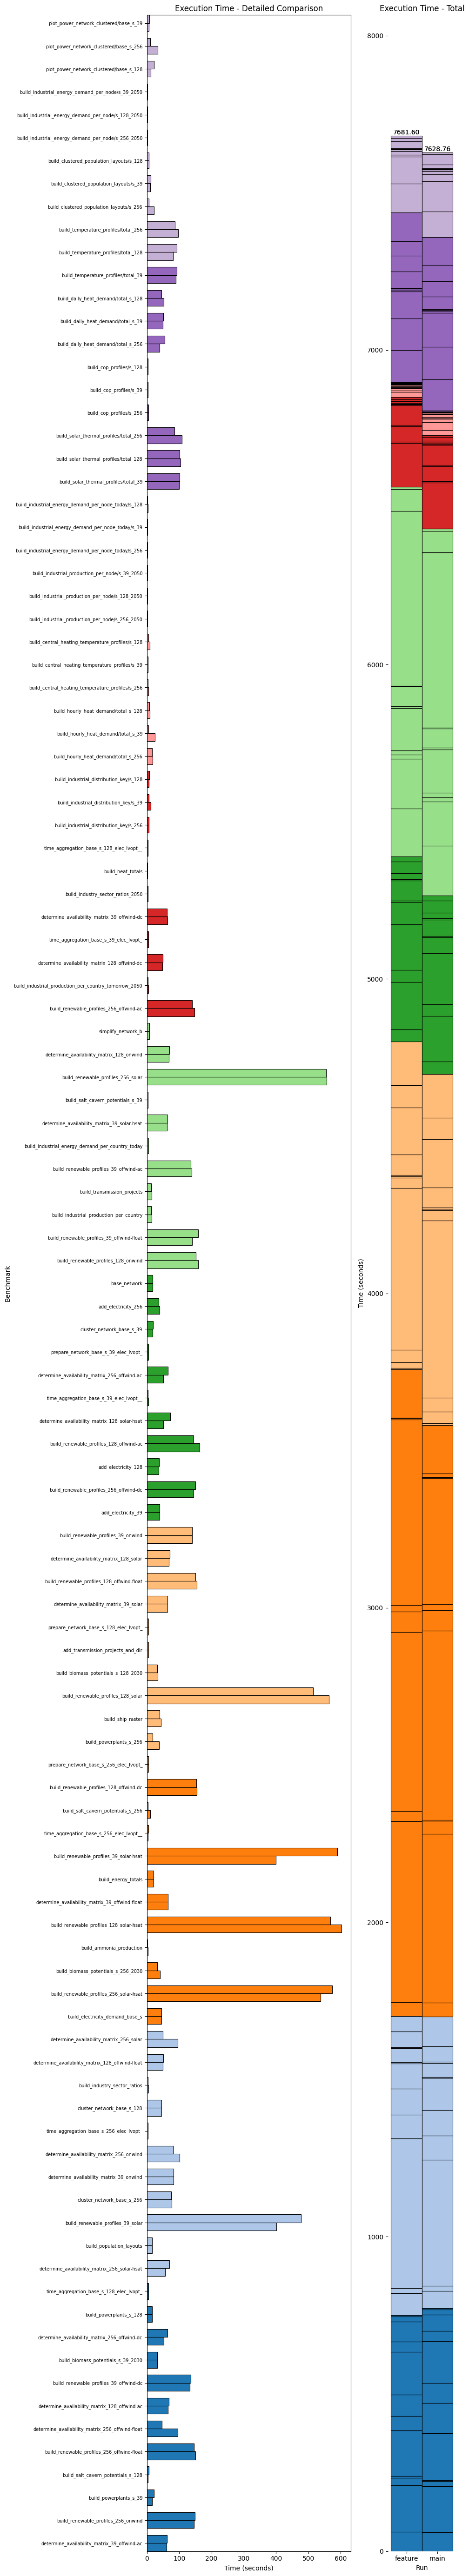 Execution Time - Detailed Comparison
plot_power_network_clustered/base_s_39
plot_power_network_clustered/base_s_256
plot_power_network_clustered/base_s_128
build_industrial_energy_demand_per_node/s_39_2050
build_industrial_energy_demand_per_node/s_128_2050
build_industrial_energy_demand_per_node/s_256_2050
build_clustered_population_layouts/s_128
build_clustered_population_layouts/s_39
build_clustered_population_layouts/s_256
build_temperature_profiles/total_256
build_temperature_profiles/total_128
build_temperature_profiles/total_39
build_daily_heat_demand/total_s_128
build_daily_heat_demand/total_s_39
build_daily_heat_demand/total_s_256
build_cop_profiles/s_128
build_cop_profiles/s_39
build_cop_profiles/s_256
build_solar_thermal_profiles/total_256
build_solar_thermal_profiles/total_128
build_solar_thermal_profiles/total_39
build_industrial_energy_demand_per_node_today/s_128
build_industrial_energy_demand_per_node_today/s_39
build_industrial_energy_demand_per_node_today/s_256
build_industrial_production_per_node/s_39_2050
build_industrial_production_per_node/s_128_2050
build_industrial_production_per_node/s_256_2050
build_central_heating_temperature_profiles/s_128
build_central_heating_temperature_profiles/s_39
build_central_heating_temperature_profiles/s_256
build_hourly_heat_demand/total_s_128
build_hourly_heat_demand/total_s_39
build_hourly_heat_demand/total_s_256
build_industrial_distribution_key/s_128
build_industrial_distribution_key/s_39
build_industrial_distribution_key/s_256
time_aggregation_base_s_128_elec_lvopt__
build_heat_totals
build_industry_sector_ratios_2050
determine_availability_matrix_39_offwind-dc
time_aggregation_base_s_39_elec_lvopt_
determine_availability_matrix_128_offwind-dc
build_industrial_production_per_country_tomorrow_2050
build_renewable_profiles_256_offwind-ac
simplify_network_b
determine_availability_matrix_128_onwind
build_renewable_profiles_256_solar
build_salt_cavern_potentials_s_39
determine_availability_matrix_39_solar-hsat
build_industrial_energy_demand_per_country_today
build_renewable_profiles_39_offwind-ac
build_transmission_projects
build_industrial_production_per_country
build_renewable_profiles_39_offwind-float
build_renewable_profiles_128_onwind
base_network
add_electricity_256
cluster_network_base_s_39
prepare_network_base_s_39_elec_lvopt_
determine_availability_matrix_256_offwind-ac
time_aggregation_base_s_39_elec_lvopt__
determine_availability_matrix_128_solar-hsat
build_renewable_profiles_128_offwind-ac
add_electricity_128
build_renewable_profiles_256_offwind-dc
add_electricity_39
build_renewable_profiles_39_onwind
determine_availability_matrix_128_solar
build_renewable_profiles_128_offwind-float
determine_availability_matrix_39_solar
prepare_network_base_s_128_elec_lvopt_
add_transmission_projects_and_dlr
build_biomass_potentials_s_128_2030
build_renewable_profiles_128_solar
build_ship_raster
build_powerplants_s_256
prepare_network_base_s_256_elec_lvopt_
build_renewable_profiles_128_offwind-dc
build_salt_cavern_potentials_s_256
time_aggregation_base_s_256_elec_lvopt__
build_renewable_profiles_39_solar-hsat
build_energy_totals
determine_availability_matrix_39_offwind-float
build_renewable_profiles_128_solar-hsat
build_ammonia_production
build_biomass_potentials_s_256_2030
build_renewable_profiles_256_solar-hsat
build_electricity_demand_base_s
determine_availability_matrix_256_solar
determine_availability_matrix_128_offwind-float
build_industry_sector_ratios
cluster_network_base_s_128
time_aggregation_base_s_256_elec_lvopt_
determine_availability_matrix_256_onwind
determine_availability_matrix_39_onwind
cluster_network_base_s_256
build_renewable_profiles_39_solar
build_population_layouts
determine_availability_matrix_256_solar-hsat
time_aggregation_base_s_128_elec_lvopt_
build_powerplants_s_128
determine_availability_matrix_256_offwind-dc
build_biomass_potentials_s_39_2030
build_renewable_profiles_39_offwind-dc
determine_availability_matrix_128_offwind-ac
determine_availability_matrix_256_offwind-float
build_renewable_profiles_256_offwind-float
build_salt_cavern_potentials_s_128
build_powerplants_s_39
build_renewable_profiles_256_onwind
determine_availability_matrix_39_offwind-ac
Benchmark
0 100 200 300 400 500 600
Time (seconds)
Execution Time - Total
8000
7000
6000
5000
4000
3000
2000
1000
0
Time (seconds)
7681.60
7628.76
feature main
Run